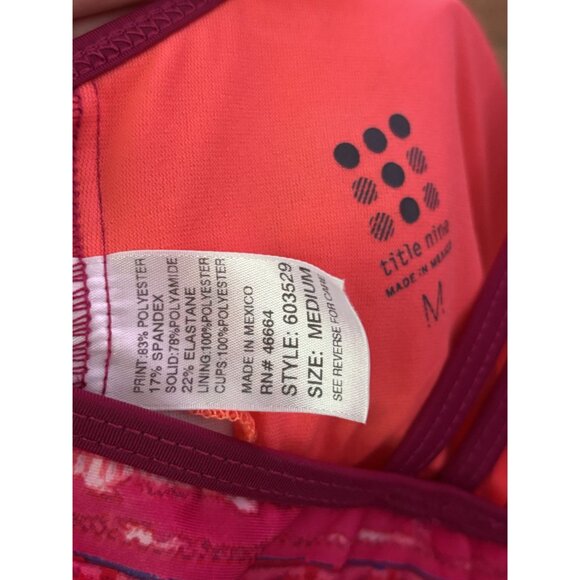 title nine
MADE IN MEXICO
M
PRINT:83% POLYESTER
17% SPANDEX
SOLID:78%POLYAMIDE
22% ELASTANE
LINING:100%POLYESTER
CUPS:100%POLYESTER
MADE IN MEXICO
RN# 46664
STYLE: 603529
SIZE: MEDIUM
SEE REVERSE FOR CARE